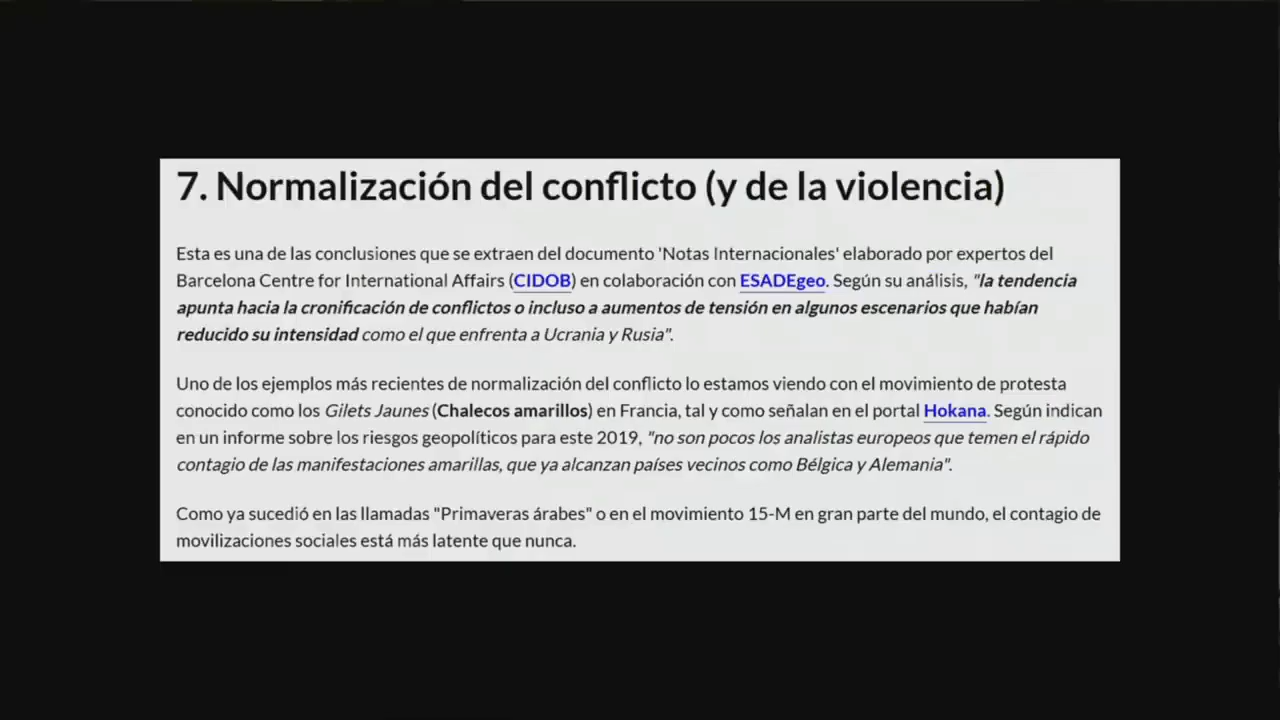 7. Normalización del conflicto (y de la violencia)
Esta es una de las conclusiones que se extraen del documento 'Notas Internacionales' elaborado por expertos del
Barcelona Centre for International Affairs (CIDOB) en colaboración con ESADEgeo. Según su análisis, "la tendencia
apunta hacia la cronificación de conflictos o incluso a aumentos de tensión en algunos escenarios que habían
reducido su intensidad como el que enfrenta a Ucrania y Rusia".
Uno de los ejemplos más recientes de normalización del conflicto lo estamos viendo con el movimiento de protesta
conocido como los Gilets Jaunes (Chalecos amarillos) en Francia, tal y como señalan en el portal Hokana. Según indican
en un informe sobre los riesgos geopolíticos para este 2019, "no son pocos los analistas europeos que temen el rápido
contagio de las manifestaciones amarillas, que ya alcanzan países vecinos como Bélgica y Alemania".
Como ya sucedió en las llamadas "Primaveras árabes" o en el movimiento 15-M en gran parte del mundo, el contagio de
movilizaciones sociales está más latente que nunca.